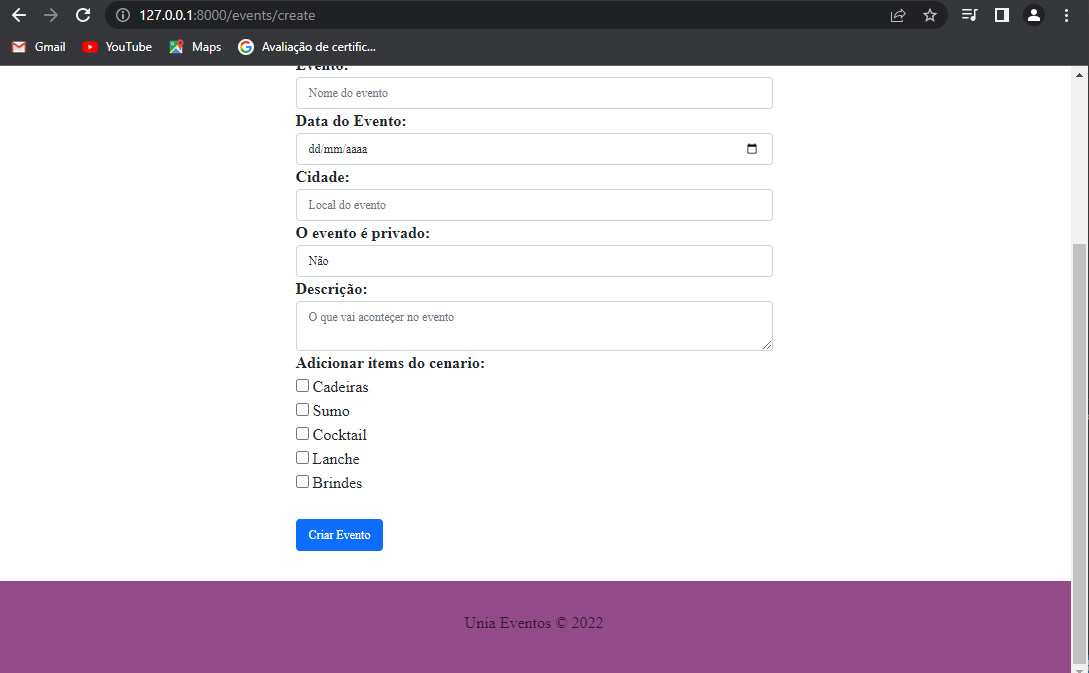 127.0.0.1:8000/events/create
Gmail YouTube Maps Avaliação de certific...
Evento:
Nome do evento
Data do Evento:
dd/mm/aaaa
Cidade:
Local do evento
O evento é privado:
Não
Descrição:
O que vai aconteçer no evento
Adicionar items do cenario:
Cadeiras
Sumo
Cocktail
Lanche
Brindes
Criar Evento
Unia Eventos © 2022